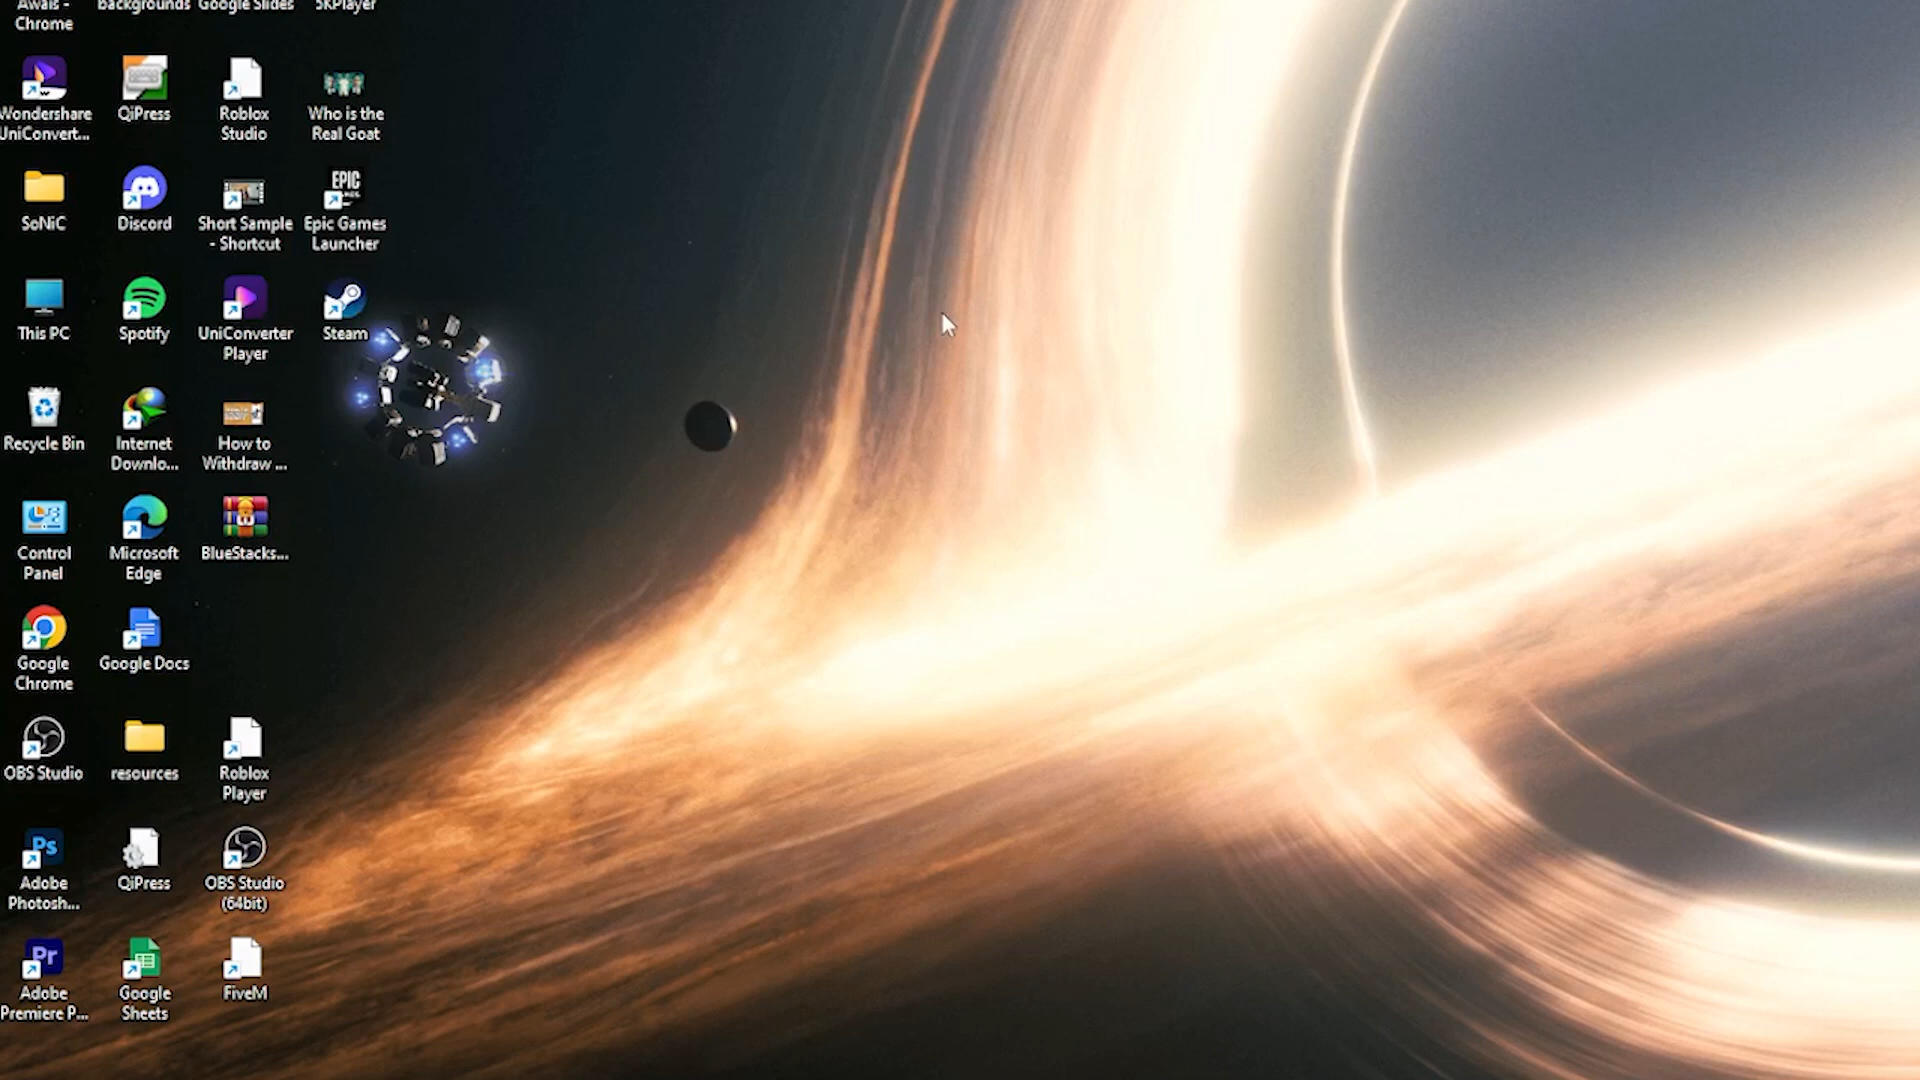 Awais -
Chrome
backgrounds
Google Slides
5KPlayer
Wondershare
UniConvert...
QiPress
Roblox
Studio
Who is the
Real Goat
SoNiC
Discord
Short Sample
- Shortcut
EPIC
Epic Games
Launcher
This PC
Spotify
UniConverter
Player
Steam
Recycle Bin
Internet
Downlo...
How to
Withdraw ...
Control
Panel
Microsoft
Edge
BlueStacks...
Google
Chrome
Google Docs
OBS Studio
resources
Roblox
Player
Ps
Adobe
Photosh...
QiPress
OBS Studio
(64bit)
Pr
Adobe
Premiere P...
Google
Sheets
FiveM